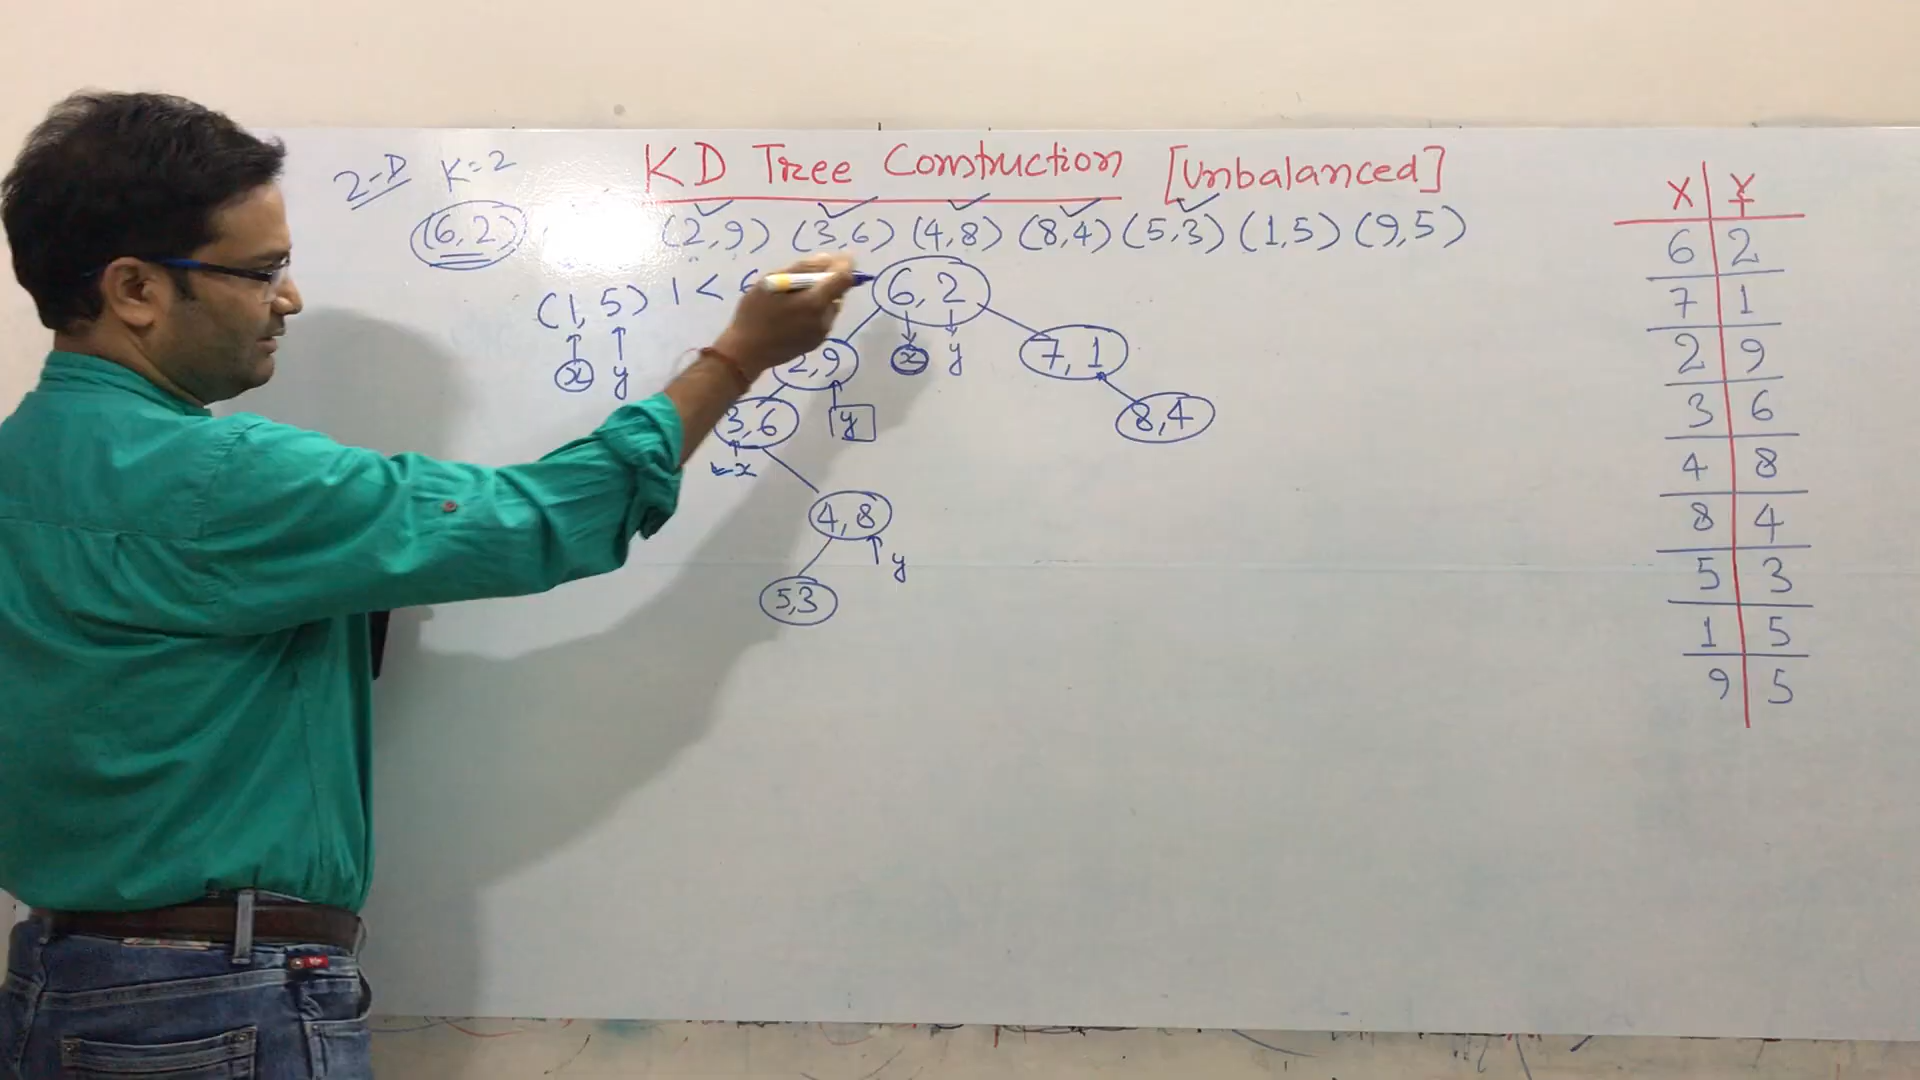 2-D K=2
KD Tree Construction [Unbalanced]
(6,2) (2,9) (3,6) (4,8) (8,4) (5,3) (1,5) (9,5)
(1,5) 1 < 6
x y
6,2
x y
2,9
y
7,1
3,6
x
8,4
4,8
y
5,3
X Y
6 2
7 1
2 9
3 6
4 8
8 4
5 3
1 5
9 5